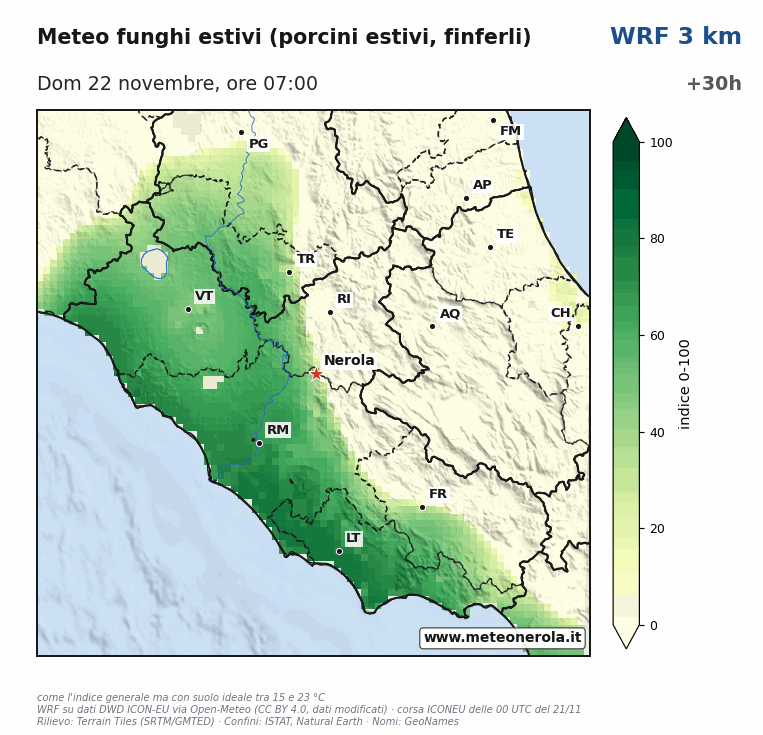 Meteo funghi estivi (porcini estivi, finferli)
WRF 3 km
Dom 22 novembre, ore 07:00
+30h
FM
PG
AP
TE
TR
VT
RI
AQ
CH.
Nerola
RM
FR
LT
www.meteonerola.it
100
80
60
40
20
0
indice 0-100
come l'indice generale ma con suolo ideale tra 15 e 23 °C
WRF su dati DWD ICON-EU via Open-Meteo (CC BY 4.0, dati modificati) · corsa ICONEU delle 00 UTC del 21/11
Rilievo: Terrain Tiles (SRTM/GMTED) · Confini: ISTAT, Natural Earth · Nomi: GeoNames